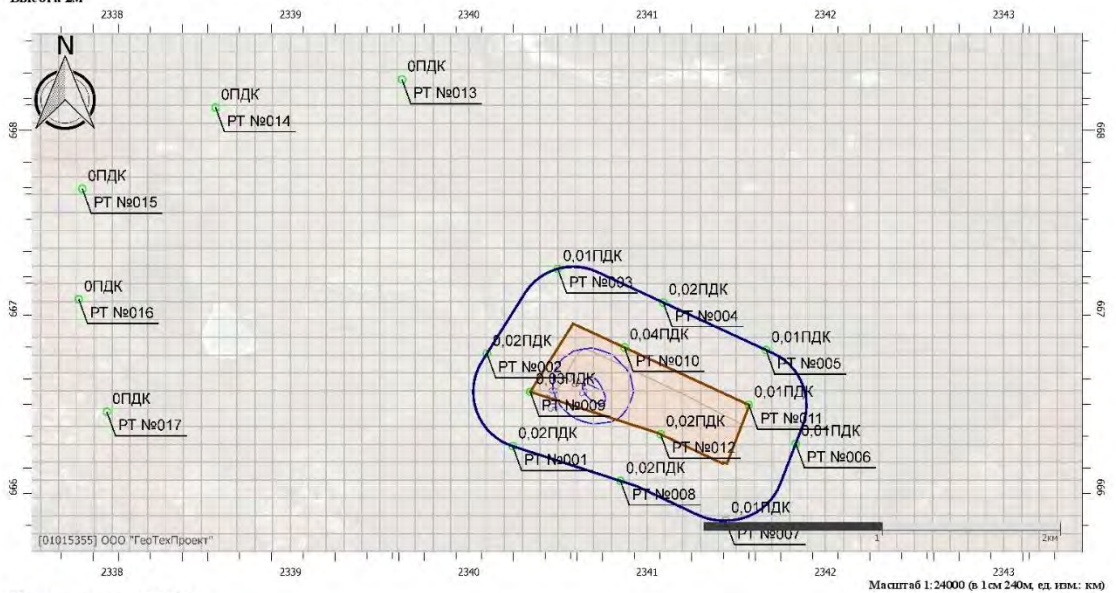 2338 2339 2340 2341 2342 2343
N
0ПДК
РТ №013
0ПДК
РТ №014
668
668
0ПДК
РТ №015
0,01ПДК
РТ №003
0ПДК
РТ №016
0,02ПДК
РТ №004
667
667
0,04ПДК
РТ №010
0,01ПДК
РТ №005
0,02ПДК
РТ №002
0,03ПДК
РТ №009
0,01ПДК
РТ №011
0ПДК
РТ №017
0,02ПДК
РТ №012
0,01ПДК
РТ №006
0,02ПДК
РТ №001
0,02ПДК
РТ №008
666
666
0,01ПДК
РТ №007
1
2км
[01015355] ООО "ГеоТехПроект"
2338 2339 2340 2341 2342 2343
Масштаб 1:24000 (в 1см 240м, ед. изм.: км)